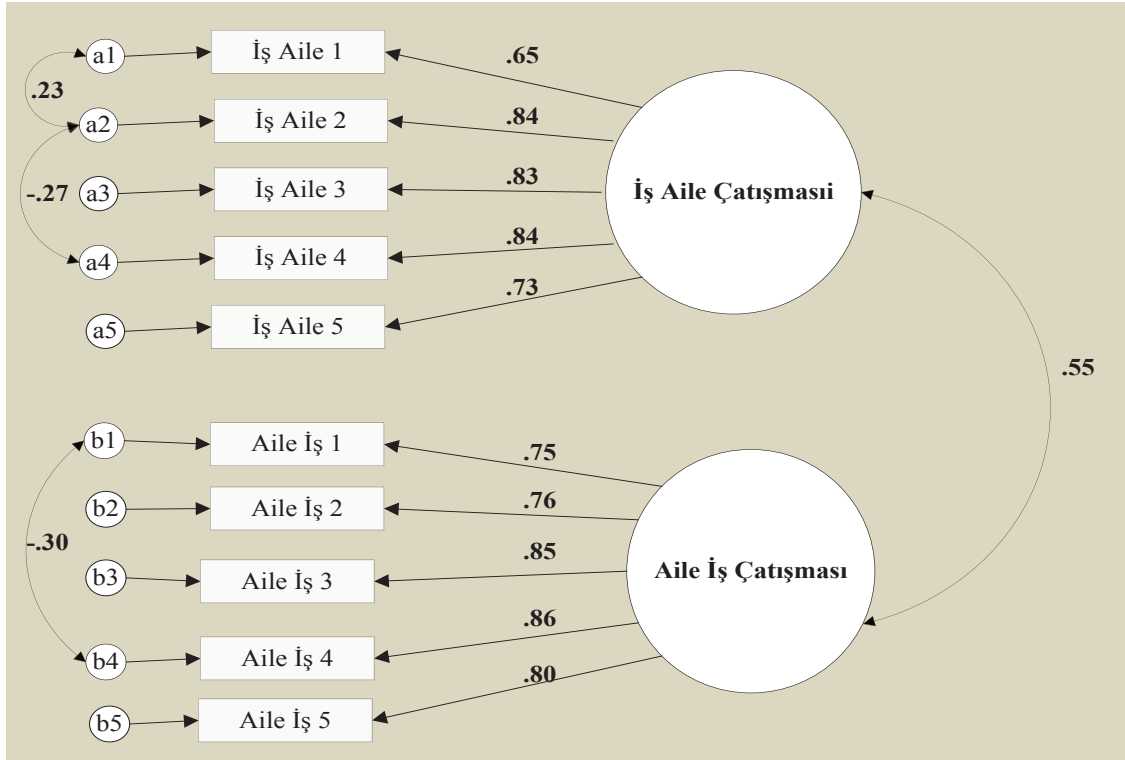 a1 İş Aile 1 .65
.23
a2 İş Aile 2 .84
-.27 a3 İş Aile 3 .83 İş Aile Çatışmasıi
a4 İş Aile 4 .84
a5 İş Aile 5 .73
.55
b1 Aile İş 1 .75
b2 Aile İş 2 .76
-.30
b3 Aile İş 3 .85 Aile İş Çatışması
b4 Aile İş 4 .86
b5 Aile İş 5 .80